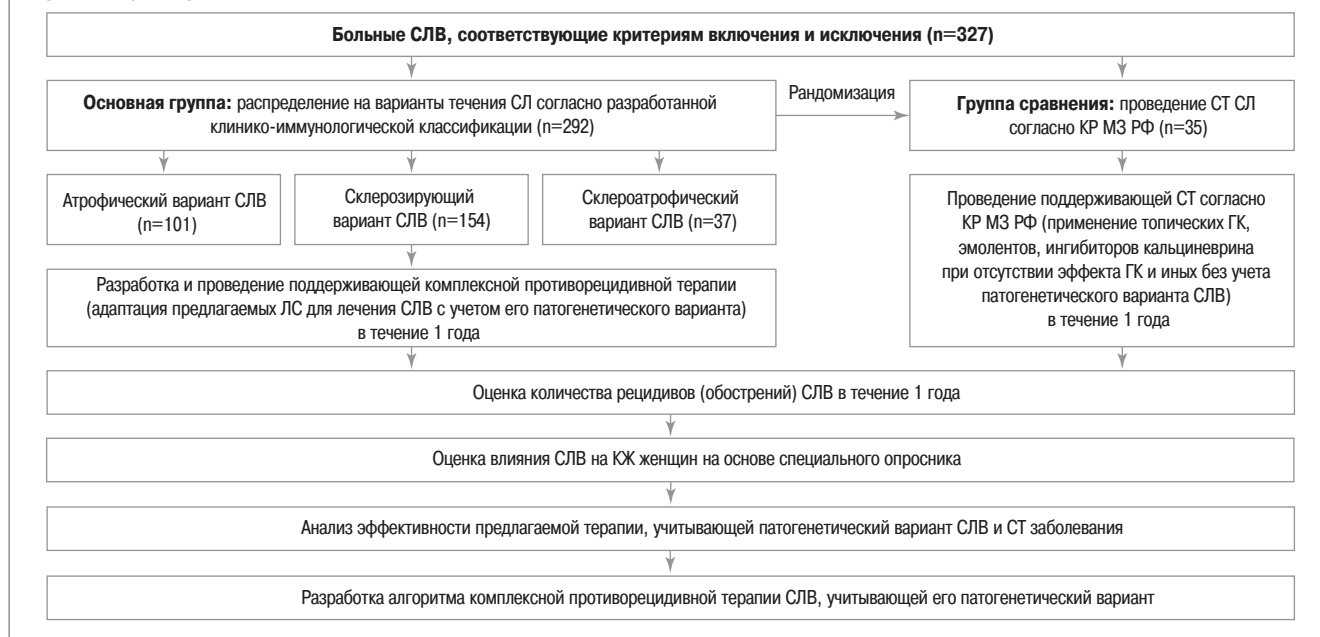 Больные СЛВ, соответствующие критериям включения и исключения (n=327)
Основная группа: распределение на варианты течения СЛ согласно разработанной
клинико-иммунологической классификации (n=292)
Рандомизация
Группа сравнения: проведение СТ СЛ
согласно КР МЗ РФ (n=35)
Атрофический вариант СЛВ
(n=101)
Склерозирующий
вариант СЛВ (n=154)
Склероатрофический
вариант СЛВ (n=37)
Проведение поддерживающей СТ согласно
КР МЗ РФ (применение топических ГК,
эмолентов, ингибиторов кальциневрина
при отсутствии эффекта ГК и иных без учета
патогенетического варианта СЛВ)
в течение 1 года
Разработка и проведение поддерживающей комплексной противорецидивной терапии
(адаптация предлагаемых ЛС для лечения СЛВ с учетом его патогенетического варианта)
в течение 1 года
Оценка количества рецидивов (обострений) СЛВ в течение 1 года
Оценка влияния СЛВ на КЖ женщин на основе специального опросника
Анализ эффективности предлагаемой терапии, учитывающей патогенетический вариант СЛВ и СТ заболевания
Разработка алгоритма комплексной противорецидивной терапии СЛВ, учитывающей его патогенетический вариант